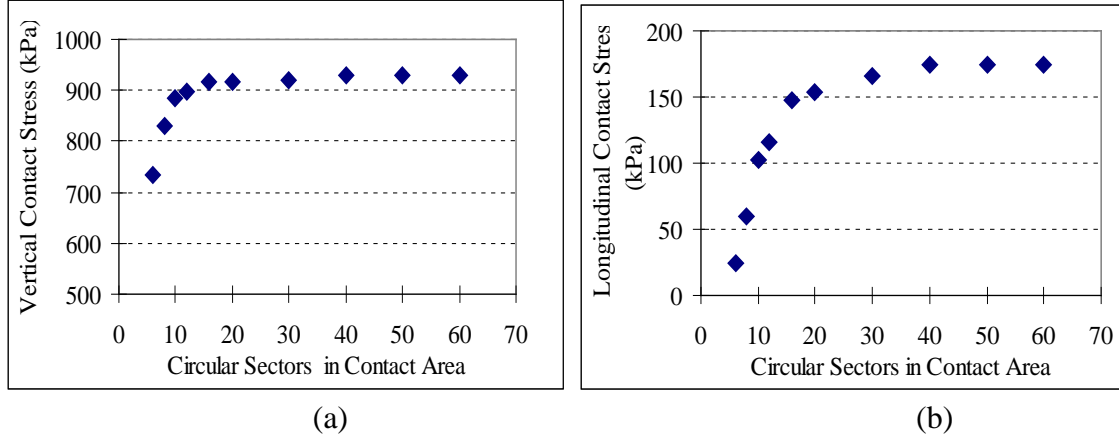 Vertical Contact Stress (kPa)
1000
900
800
700
600
500
0 10 20 30 40 50 60 70
Circular Sectors in Contact Area
(a)
Longitudinal Contact Stres
(kPa)
200
150
100
50
0
0 10 20 30 40 50 60 70
Circular Sectors in Contact Area
(b)